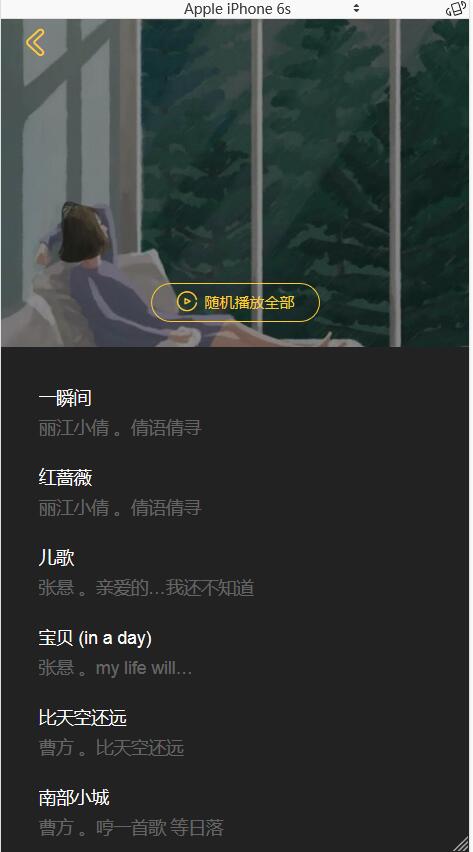 Apple iPhone 6s
随机播放全部
一瞬间
丽江小倩 。倩语倩寻
红蔷薇
丽江小倩 。倩语倩寻
儿歌
张悬 。亲爱的...我还不知道
宝贝 (in a day)
张悬 。my life will...
比天空还远
曹方 。比天空还远
南部小城
曹方 。哼一首歌 等日落